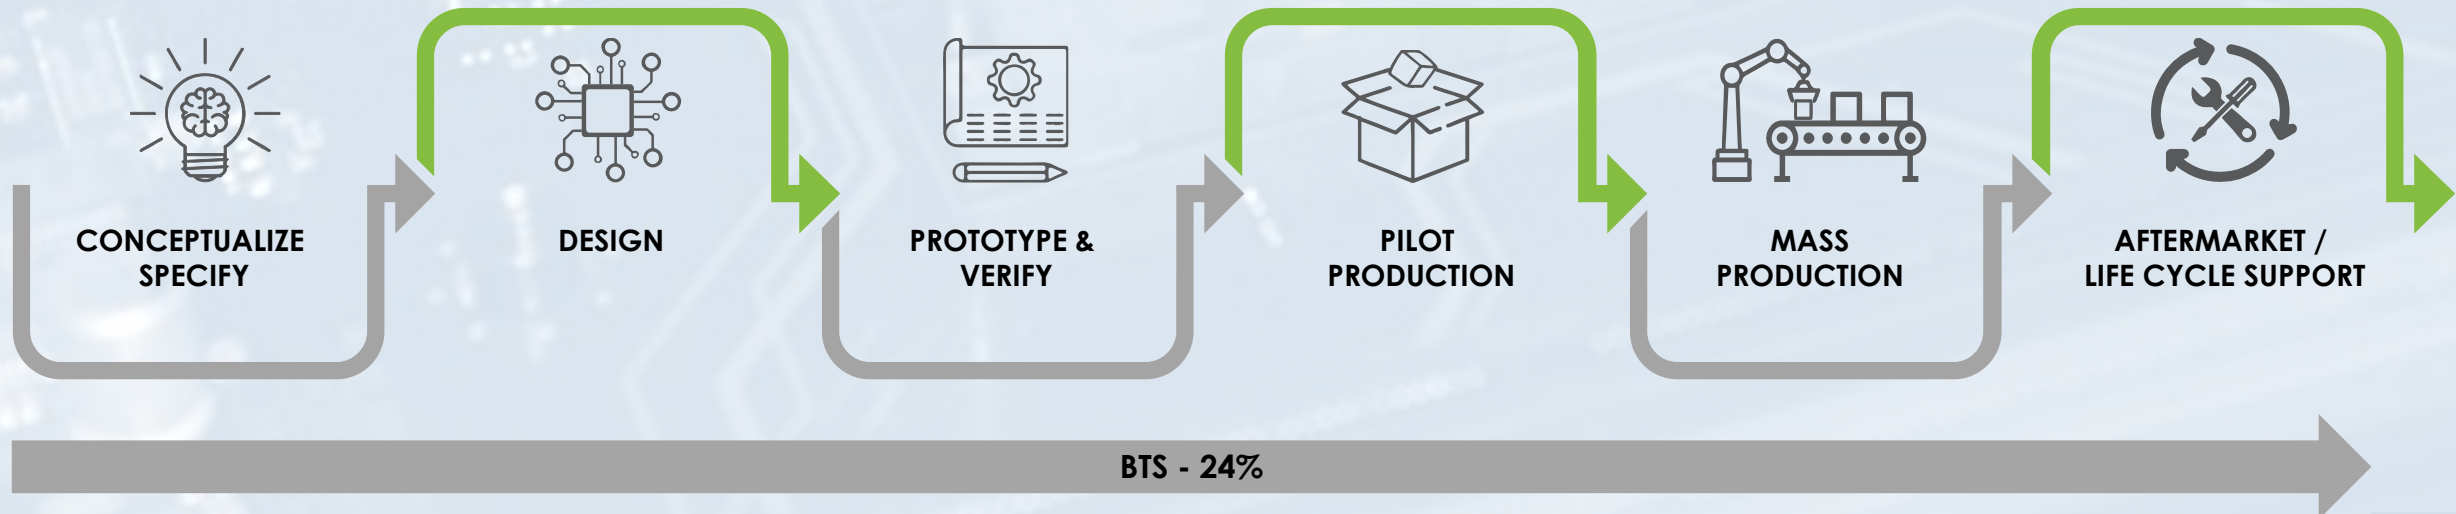 CONCEPTUALIZE
SPECIFY
DESIGN
PROTOTYPE &
VERIFY
PILOT
PRODUCTION
MASS
PRODUCTION
AFTERMARKET /
LIFE CYCLE SUPPORT
BTS - 24%